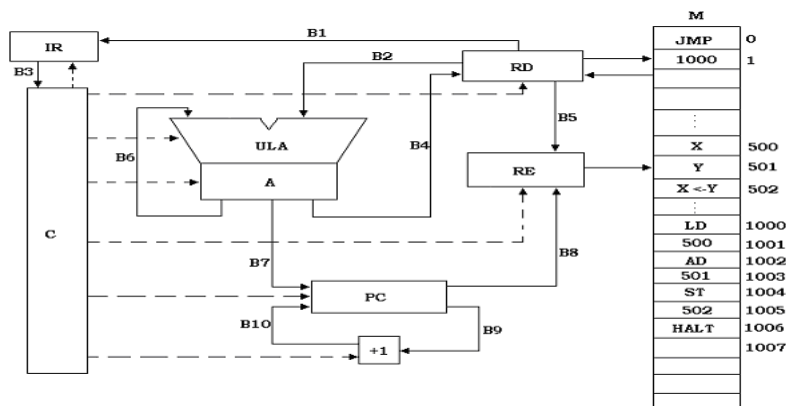 M
B1
IR
JMP 0
B2
1000 1
RD
B3
B5
B6
B4
ULA
X 500
Y 501
RE
A
X <-Y 502
LD 1000
C
500 1001
B7
B8
AD 1002
501 1003
PC
ST 1004
502 1005
B10
B9
HALT 1006
+1
1007